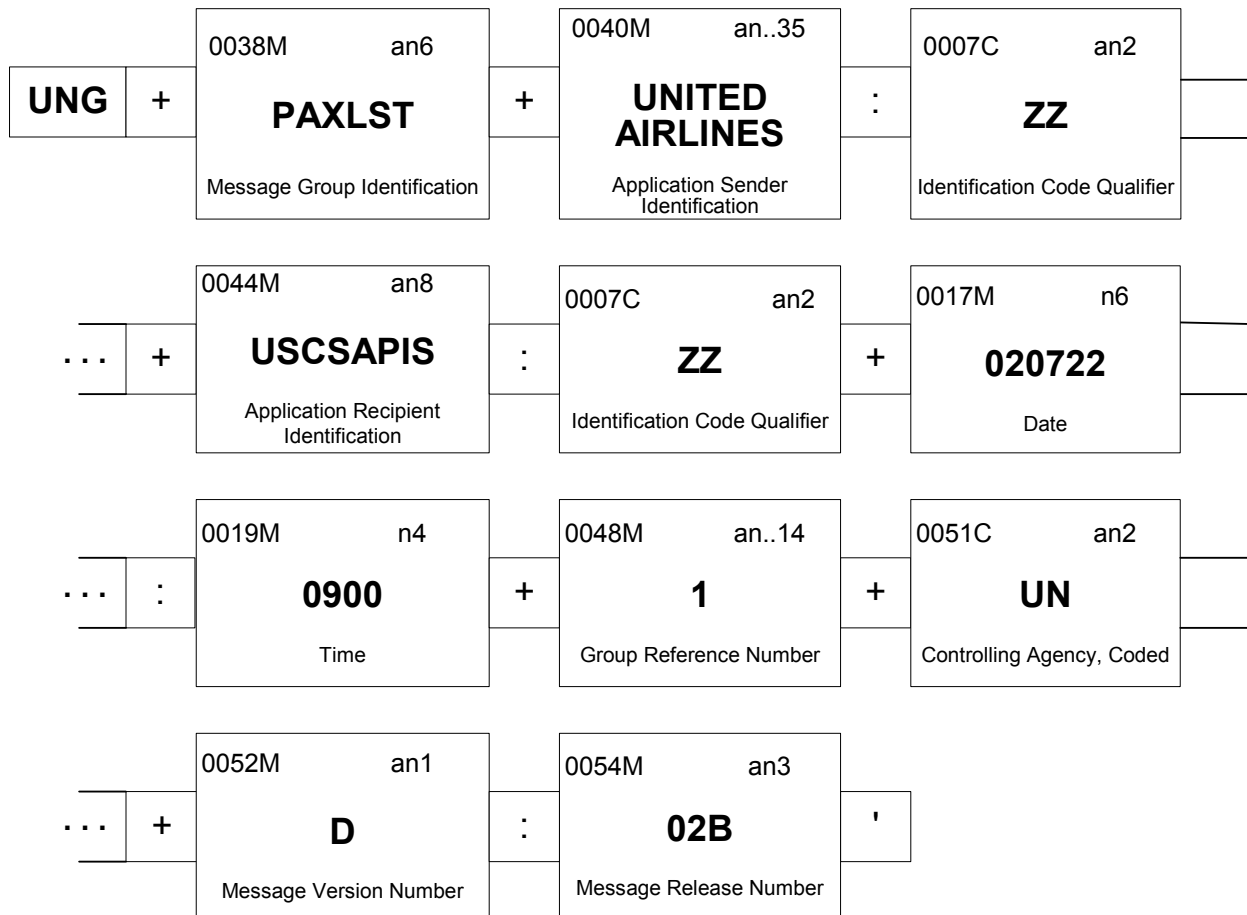 0038M an6
UNG + PAXLST
Message Group Identification
+
0040M an..35
UNITED
AIRLINES
Application Sender
Identification
:
0007C an2
ZZ
Identification Code Qualifier
... +
0044M an8
USCSAPIS
Application Recipient
Identification
:
0007C an2
ZZ
Identification Code Qualifier
+
0017M n6
020722
Date
... :
0019M n4
0900
Time
+
0048M an..14
1
Group Reference Number
+
0051C an2
UN
Controlling Agency, Coded
... +
0052M an1
D
Message Version Number
:
0054M an3
02B
Message Release Number
'